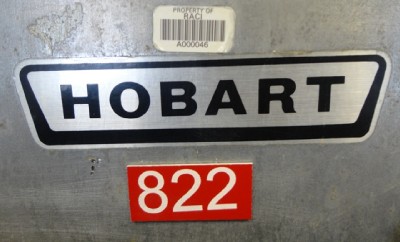 PROPERTY OF
RACI
A000046
HOBART
822